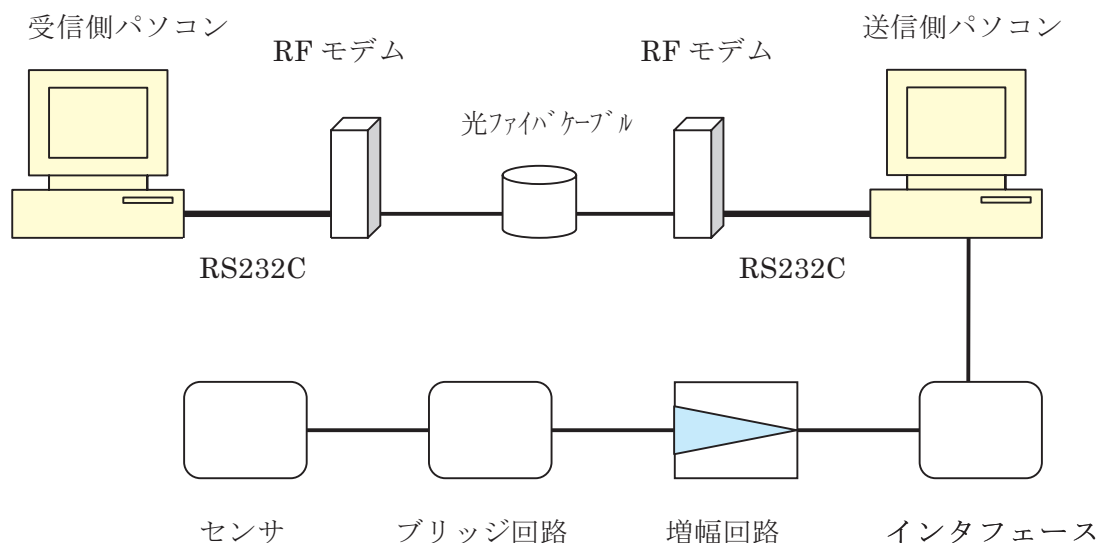 受信側パソコン
RF モデム
RF モデム
送信側パソコン
光ファイバケーブル
RS232C
RS232C
センサ
ブリッジ回路
増幅回路
インタフェース